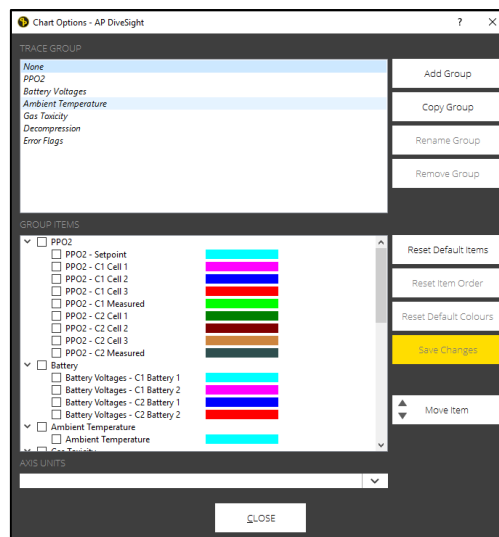 Chart Options - AP DiveSight
TRACE GROUP
None
PPO2
Battery Voltages
Ambient Temperature
Gas Toxicity
Decompression
Error Flags
Add Group
Copy Group
Rename Group
Remove Group
GROUP ITEMS
PPO2
PPO2 - Setpoint
PPO2 - C1 Cell 1
PPO2 - C1 Cell 2
PPO2 - C1 Cell 3
PPO2 - C1 Measured
PPO2 - C2 Cell 1
PPO2 - C2 Cell 2
PPO2 - C2 Cell 3
PPO2 - C2 Measured
Battery
Battery Voltages - C1 Battery 1
Battery Voltages - C1 Battery 2
Battery Voltages - C2 Battery 1
Battery Voltages - C2 Battery 2
Ambient Temperature
Ambient Temperature
Gas Toxicity
Reset Default Items
Reset Item Order
Reset Default Colours
Save Changes
Move Item
AXIS UNITS
CLOSE